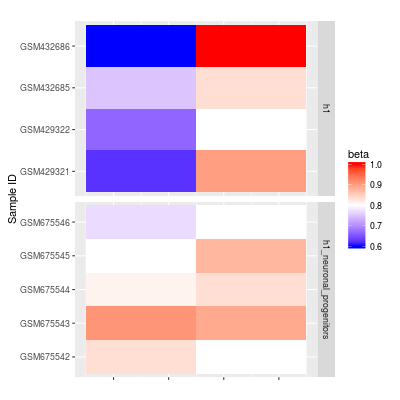 GSM432686
GSM432685
GSM429322
GSM429321
h1
GSM675546
GSM675545
GSM675544
GSM675543
GSM675542
h1_neuronal_progenitors
Sample ID
beta
1.0
0.9
0.8
0.7
0.6